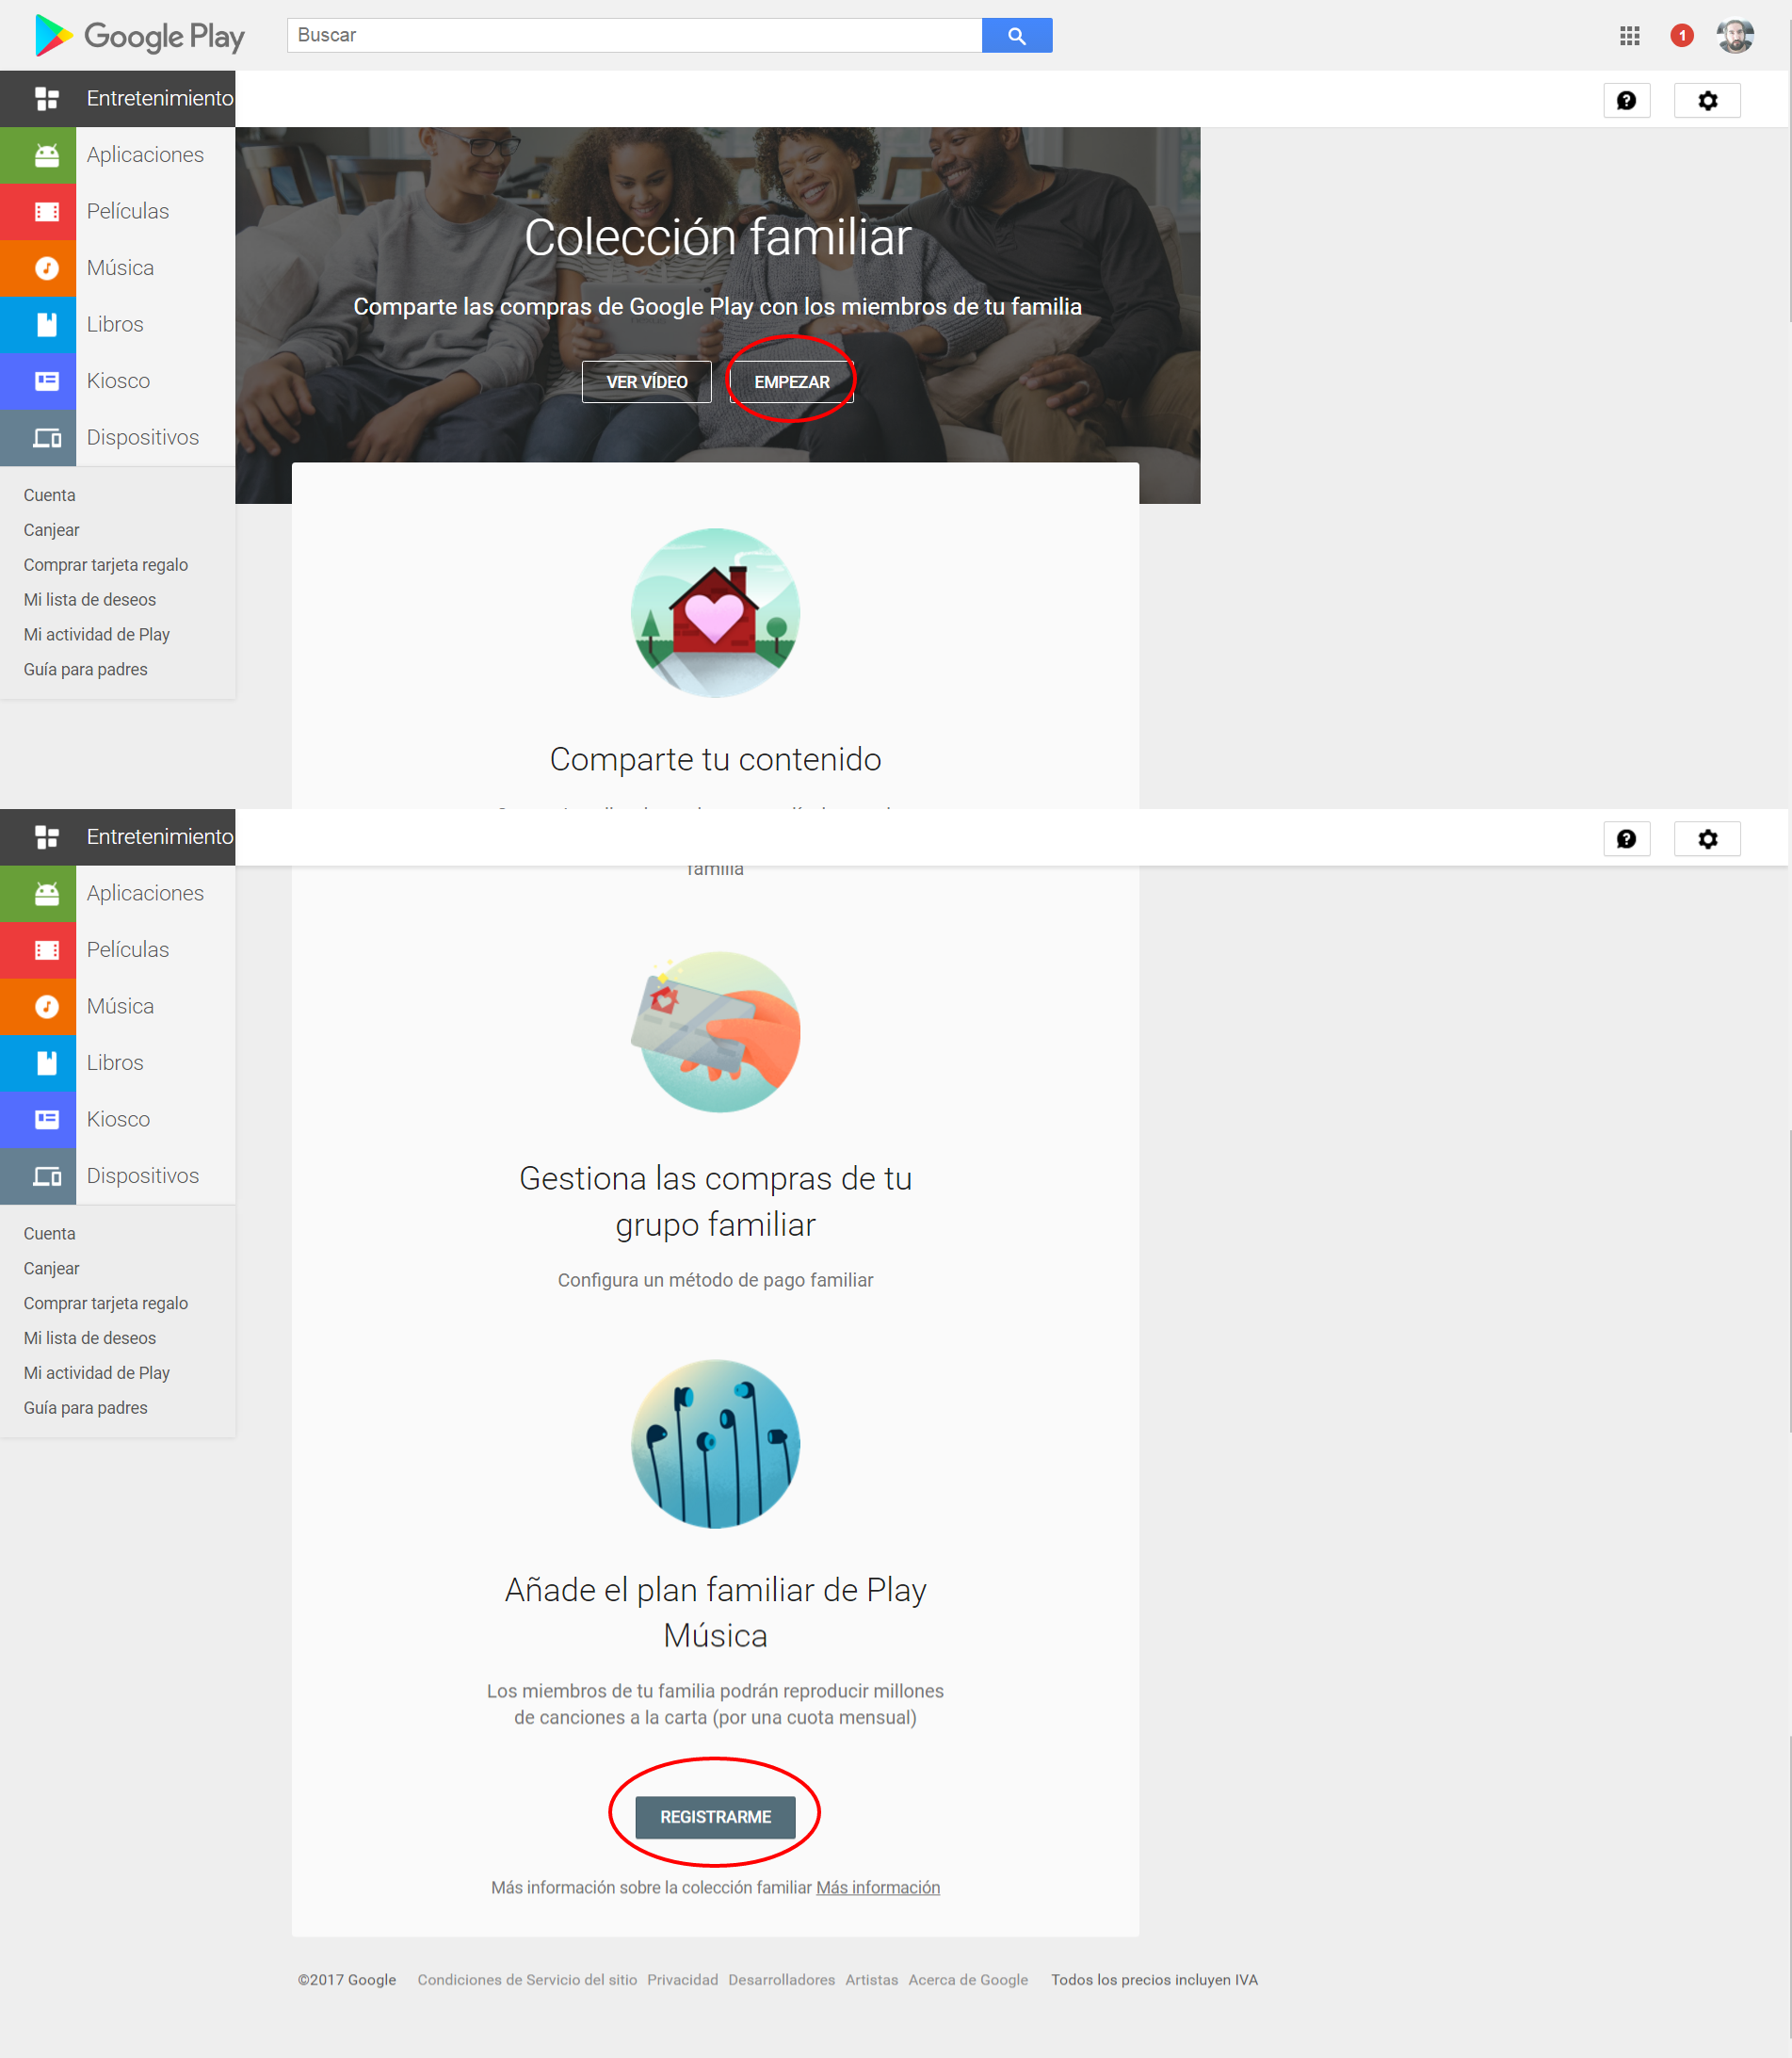 Google Play
Buscar
1
Entretenimiento
Aplicaciones
Películas
Música
Libros
Kiosco
Dispositivos
Cuenta
Canjear
Comprar tarjeta regalo
Mi lista de deseos
Mi actividad de Play
Guía para padres
Colección familiar
Comparte las compras de Google Play con los miembros de tu familia
VER VÍDEO
EMPEZAR
Comparte tu contenido
Entretenimiento
Aplicaciones
Películas
Música
Libros
Kiosco
Dispositivos
Cuenta
Canjear
Comprar tarjeta regalo
Mi lista de deseos
Mi actividad de Play
Guía para padres
familia
Gestiona las compras de tu
grupo familiar
Configura un método de pago familiar
Añade el plan familiar de Play
Música
Los miembros de tu familia podrán reproducir millones
de canciones a la carta (por una cuota mensual)
REGISTRARME
Más información sobre la colección familiar Más información
©2017 Google Condiciones de Servicio del sitio Privacidad Desarrolladores Artistas Acerca de Google Todos los precios incluyen IVA